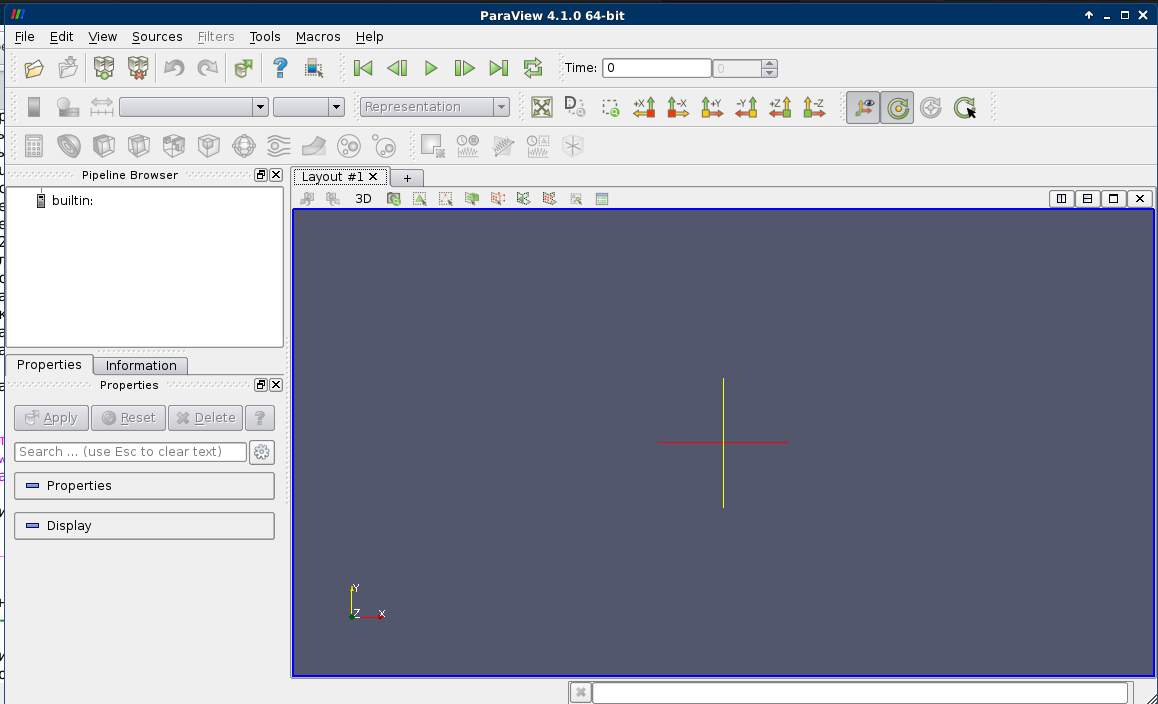 ParaView 4.1.0 64-bit
File Edit View Sources Filters Tools Macros Help
? Time: 0 0
Representation D +X -X +Y -Y +Z -Z
Pipeline Browser
Layout #1 +
3D
builtin:
Properties Information
Properties
Apply Reset Delete ?
Search ... (use Esc to clear text)
Properties
Display
Y
Z X